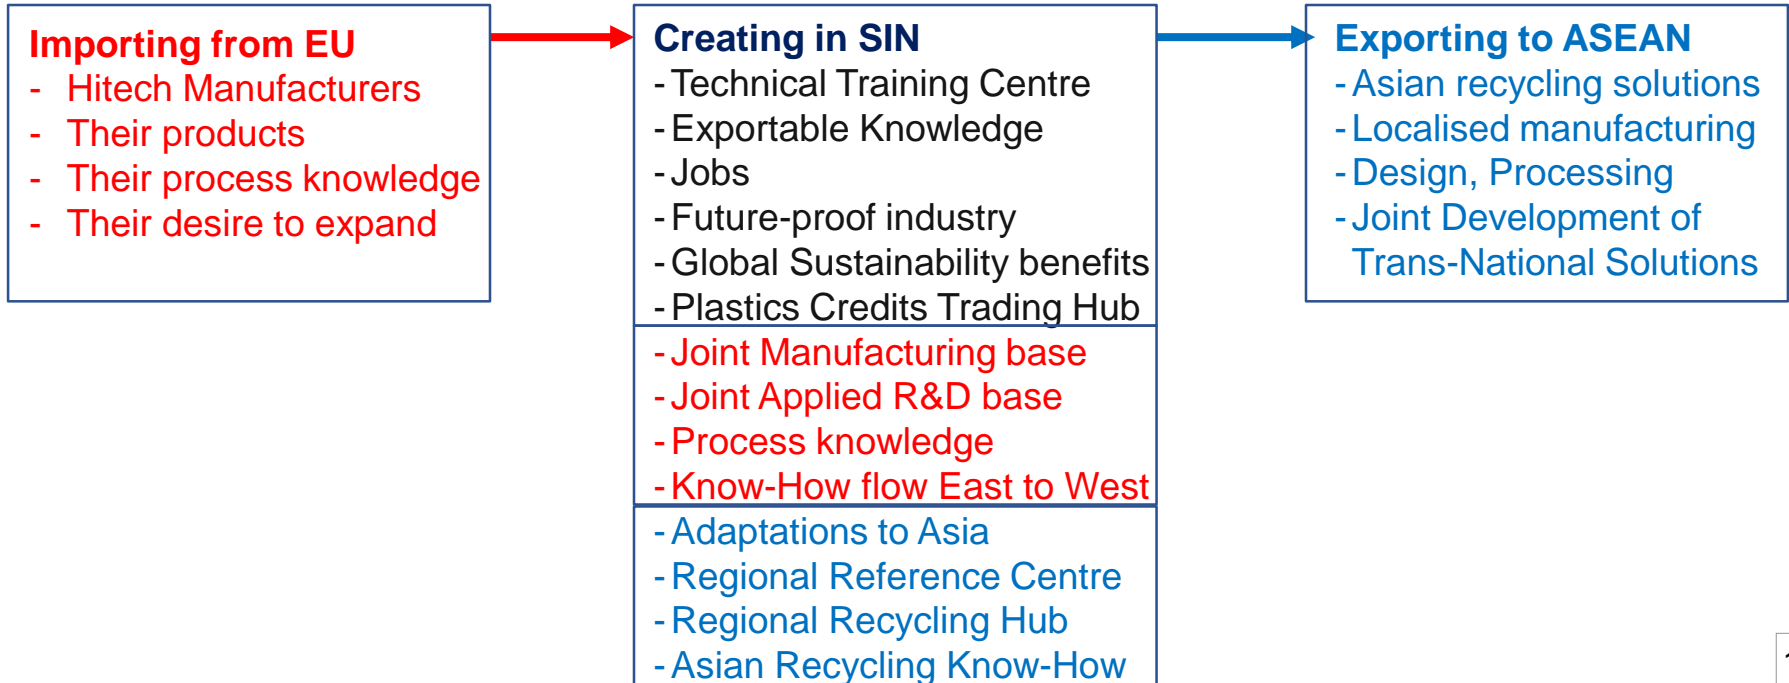 Importing from EU
- Hitech Manufacturers
- Their products
- Their process knowledge
- Their desire to expand
Creating in SIN
- Technical Training Centre
- Exportable Knowledge
- Jobs
- Future-proof industry
- Global Sustainability benefits
- Plastics Credits Trading Hub
- Joint Manufacturing base
- Joint Applied R&D base
- Process knowledge
- Know-How flow East to West
- Adaptations to Asia
- Regional Reference Centre
- Regional Recycling Hub
- Asian Recycling Know-How
Exporting to ASEAN
- Asian recycling solutions
- Localised manufacturing
- Design, Processing
- Joint Development of
Trans-National Solutions